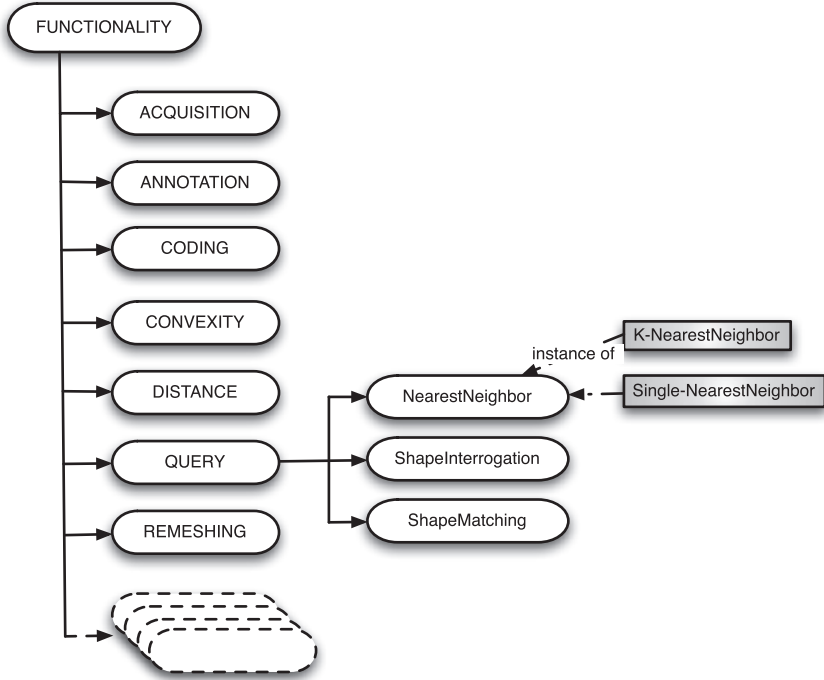 FUNCTIONALITY
ACQUISITION
ANNOTATION
CODING
CONVEXITY
DISTANCE
QUERY
REMESHING
NearestNeighbor
ShapeInterrogation
ShapeMatching
instance of
K-NearestNeighbor
Single-NearestNeighbor